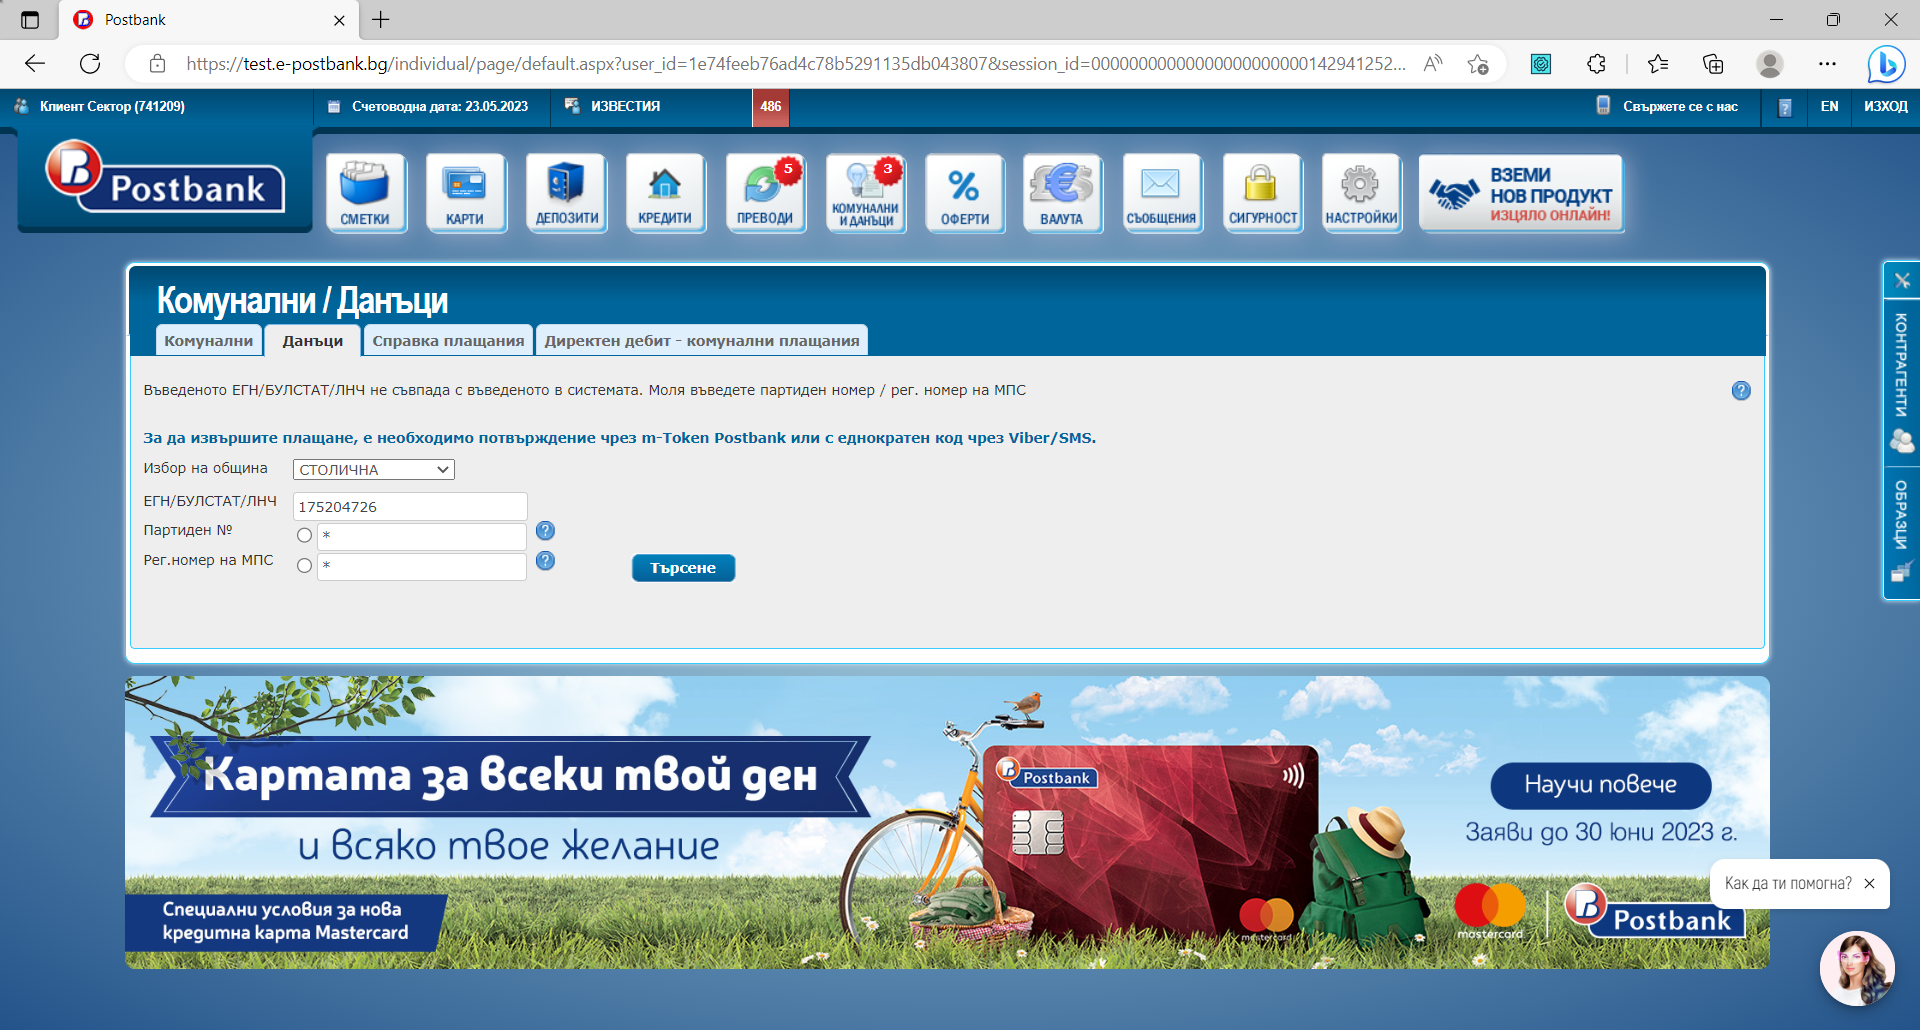 Postbank
https://test.e-postbank.bg/individual/page/default.aspx?user_id=1e74feeb76ad4c78b5291135db043807&session_id=00000000000000000000000142941252...
Клиент Сектор (741209)
Счетоводна дата: 23.05.2023
ИЗВЕСТИЯ
486
Свържете се с нас
EN
ИЗХОД
Postbank
СМЕТКИ
КАРТИ
ДЕПОЗИТИ
КРЕДИТИ
5
ПРЕВОДИ
3
КОМУНАЛНИ
И ДАНЪЦИ
ОФЕРТИ
ВАЛУТА
СЪОБЩЕНИЯ
СИГУРНОСТ
НАСТРОЙКИ
ВЗЕМИ
НОВ ПРОДУКТ
ИЗЦЯЛО ОНЛАЙН!
Комунални / Данъци
Комунални
Данъци
Справка плащания
Директен дебит - комунални плащания
Въведеното ЕГН/БУЛСТАТ/ЛНЧ не съвпада с въведеното в системата. Моля въведете партиден номер / рег. номер на МПС
За да извършите плащане, е необходимо потвърждение чрез m-Token Postbank или с еднократен код чрез Viber/SMS.
Избор на община СТОЛИЧНА
ЕГН/БУЛСТАТ/ЛНЧ 175204726
Партиден № *
Рег.номер на МПС *
Търсене
КОНТРАГЕНТИ
ОБРАЗЦИ
Картата за всеки твой ден
и всяко твое желание
Специални условия за нова
кредитна карта Mastercard
Postbank
mastercard
Научи повече
Заяви до 30 юни 2023 г.
mastercard
Postbank
Как да ти помогна?